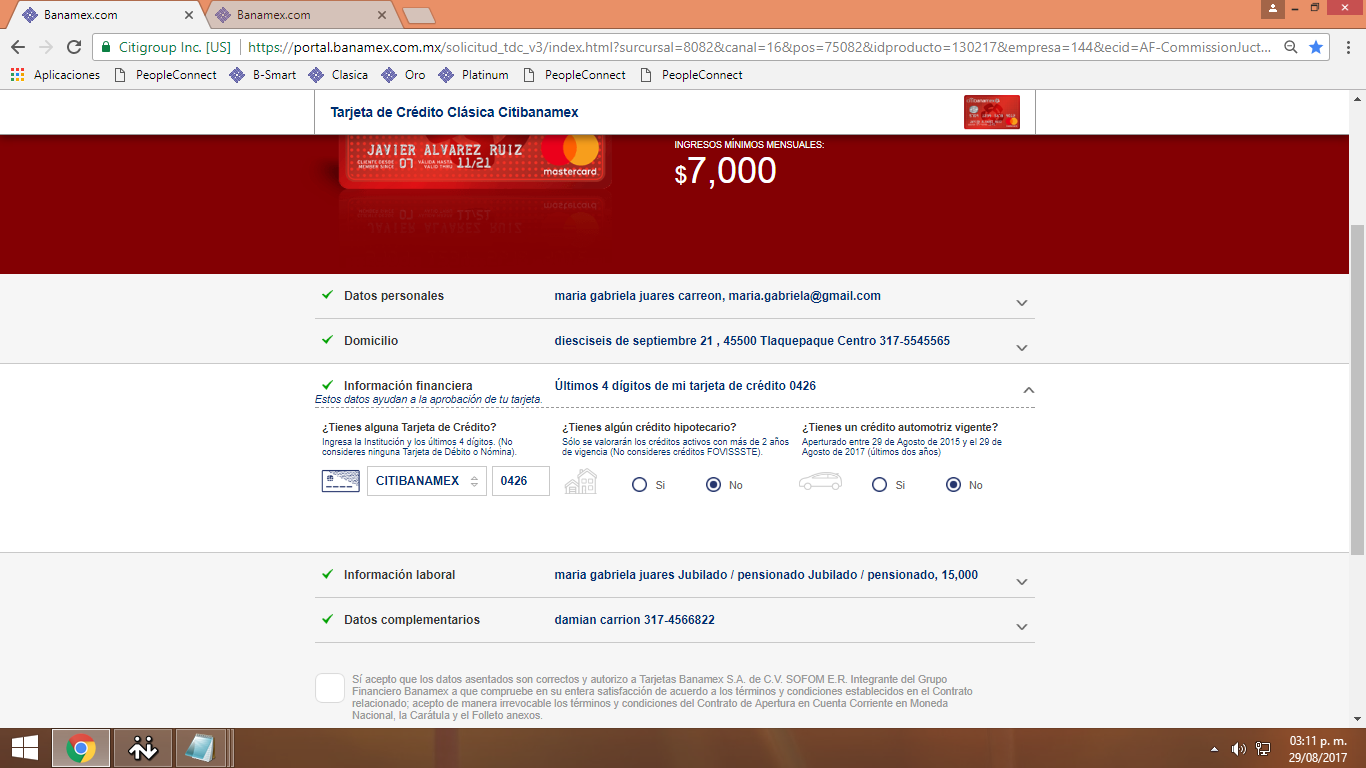 Banamex.com
Banamex.com
Citigroup Inc. [US]
https://portal.banamex.com.mx/solicitud_tdc_v3/index.html?sursursal=8082&canal=16&pos=75082&idproducto=130217&empresa=144&ecid=AF-CommissionJuct...
Aplicaciones PeopleConnect B-Smart Clasica Oro Platinum PeopleConnect PeopleConnect
Tarjeta de Crédito Clásica Citibanamex
JAVIER ALVAREZ RUIZ
CLIENTE DESDE MEMBER SINCE 07 VÁLIDA HASTA VALID THRU 11/21
mastercard
INGRESOS MÍNIMOS MENSUALES:
$7,000
Datos personales maria gabriela juares carreon, maria.gabriela@gmail.com
Domicilio diesciseis de septiembre 21 , 45500 Tlaquepaque Centro 317-5545565
Información financiera Últimos 4 dígitos de mi tarjeta de crédito 0426
Estos datos ayudan a la aprobación de tu tarjeta.
¿Tienes alguna Tarjeta de Crédito?
Ingresa la Institución y los últimos 4 dígitos. (No
consideres ninguna Tarjeta de Débito o Nómina).
CITIBANAMEX 0426
¿Tienes algún crédito hipotecario?
Sólo se valorarán los créditos activos con más de 2 años
de vigencia (No consideres créditos FOVISSSTE).
Si No
¿Tienes un crédito automotriz vigente?
Aperturado entre 29 de Agosto de 2015 y el 29 de
Agosto de 2017 (últimos dos años)
Si No
Información laboral maria gabriela juares Jubilado / pensionado Jubilado / pensionado, 15,000
Datos complementarios damian carrion 317-4566822
Sí acepto que los datos asentados son correctos y autorizo a Tarjetas Banamex S.A. de C.V. SOFOM E.R. Integrante del Grupo
Financiero Banamex a que compruebe en su entera satisfacción de acuerdo a los términos y condiciones establecidos en el Contrato
relacionado; acepto de manera irrevocable los términos y condiciones del Contrato de Apertura en Cuenta Corriente en Moneda
Nacional, la Carátula y el Folleto anexos.
03:11 p. m.
29/08/2017